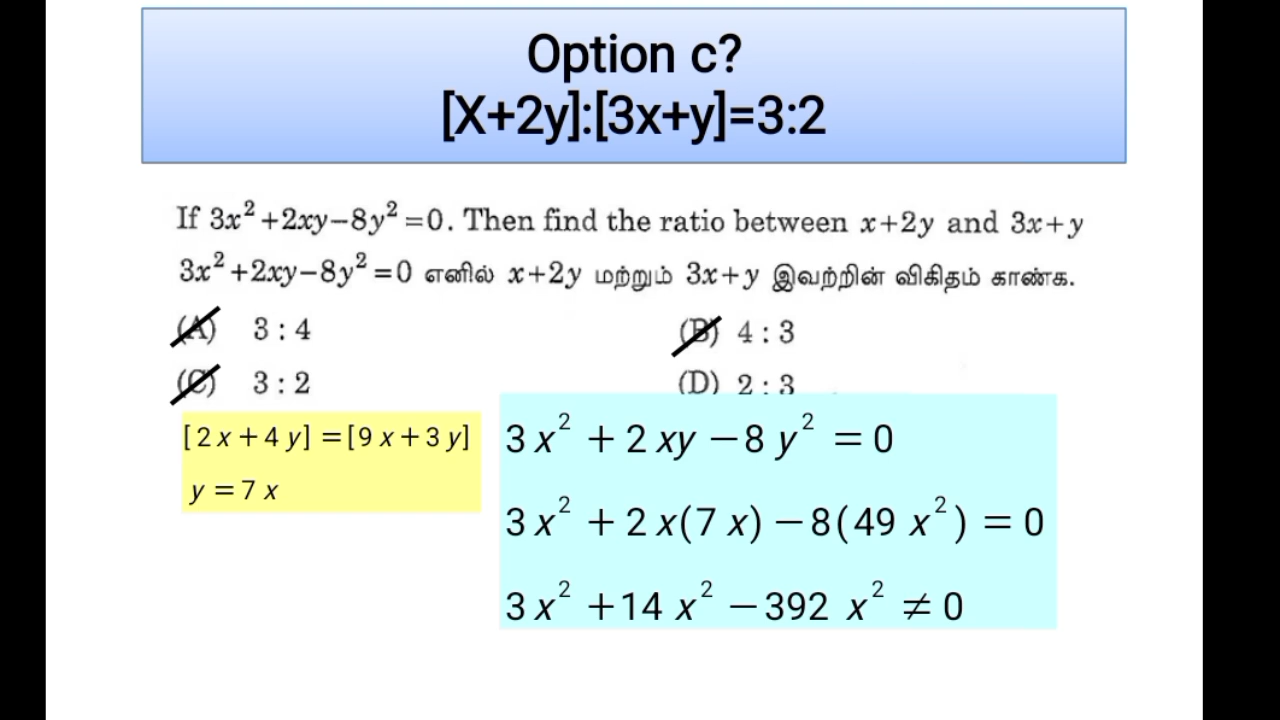 Option c?
[X+2y]:[3x+y]=3:2
If 3x²+2xy−8y²=0. Then find the ratio between x+2y and 3x+y
3x²+2xy−8y²=0 எனில் x+2y மற்றும் 3x+y இவற்றின் விகிதம் காண்க.
(A) 3 : 4 (B) 4 : 3
(C) 3 : 2 (D) 2 : 3
[2x+4y]=[9x+3y]
y=7x
3x²+2xy−8y²=0
3x²+2x(7x)−8(49x²)=0
3x²+14x²−392x²≠0